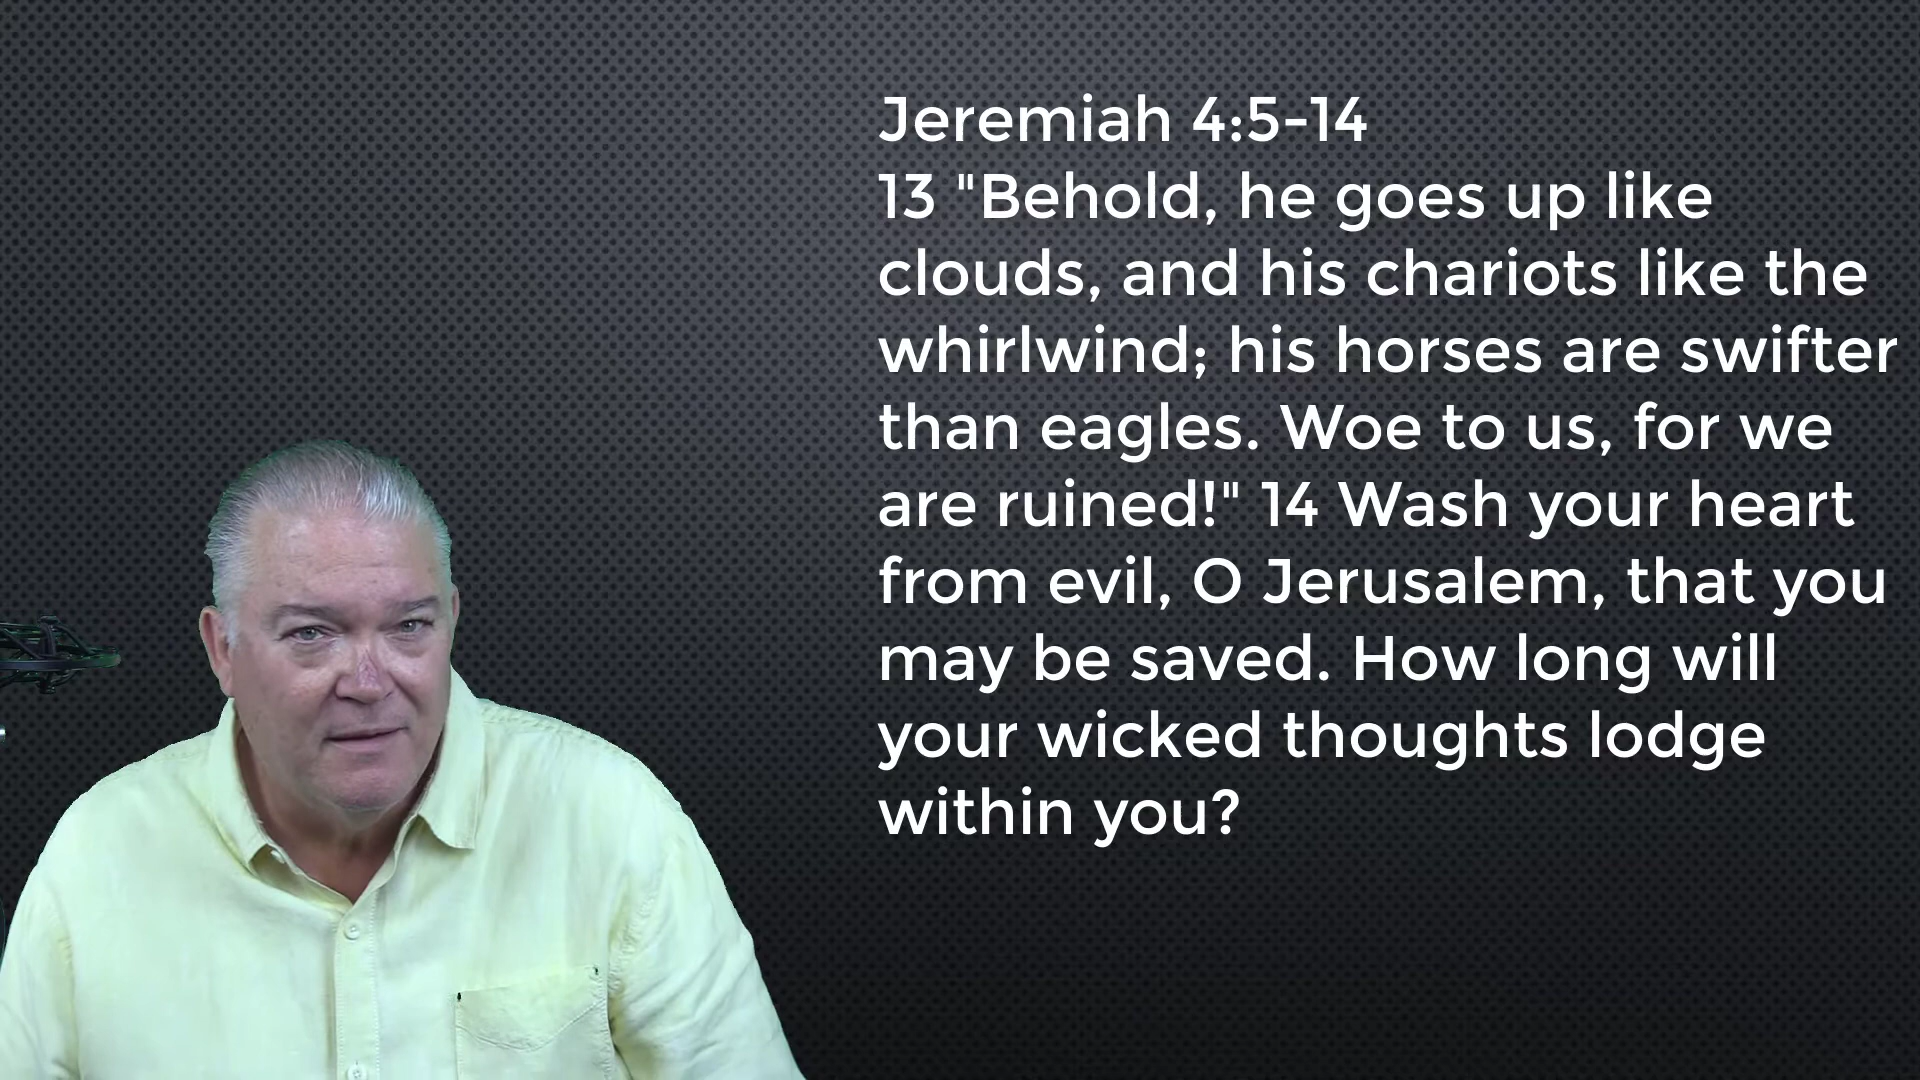 Jeremiah 4:5-14
13 "Behold, he goes up like
clouds, and his chariots like the
whirlwind; his horses are swifter
than eagles. Woe to us, for we
are ruined!" 14 Wash your heart
from evil, O Jerusalem, that you
may be saved. How long will
your wicked thoughts lodge
within you?